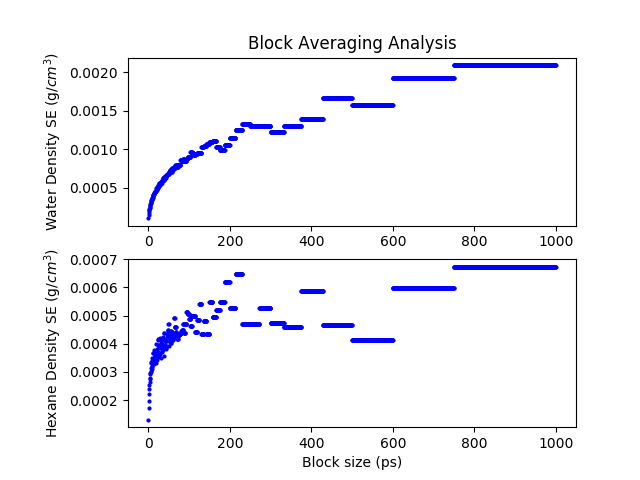 Block Averaging Analysis
Water Density SE (g/cm³)
0.0020
0.0015
0.0010
0.0005
0 200 400 600 800 1000
Hexane Density SE (g/cm³)
0.0007
0.0006
0.0005
0.0004
0.0003
0.0002
0 200 400 600 800 1000
Block size (ps)